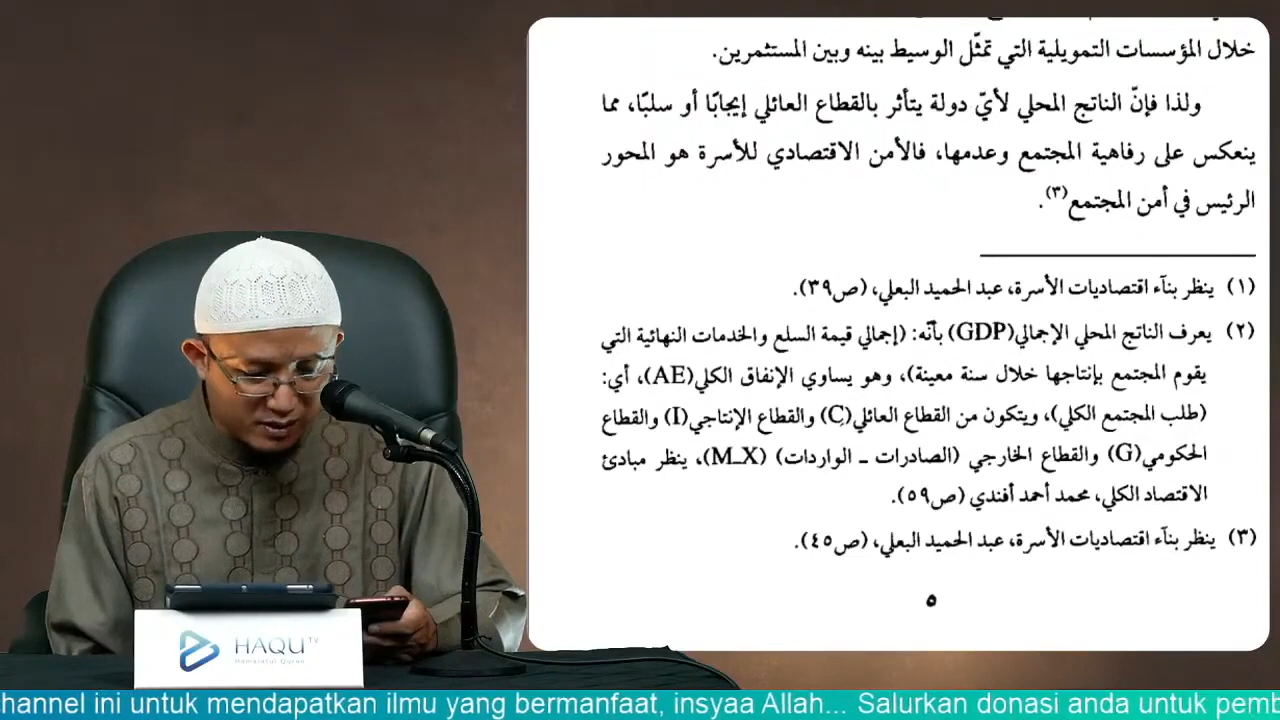 خلال المؤسسات التمويلية التي تمثّل الوسيط بينه وبين المستثمرين.
ولذا فإنّ الناتج المحلي لأيّ دولة يتأثر بالقطاع العائلي إيجابًا أو سلبًا، مما
ينعكس على رفاهية المجتمع وعدمها، فالأمن الاقتصادي للأسرة هو المحور
الرئيس في أمن المجتمع(٣).
(١) ينظر بنآء اقتصاديات الأسرة، عبد الحميد البعلي، (ص٣٩).
(٢) يعرف الناتج المحلي الإجمالي(GDP) بأنّه: (إجمالي قيمة السلع والخدمات النهائية التي
يقوم المجتمع بإنتاجها خلال سنة معينة)، وهو يساوي الإنفاق الكلي(AE)، أي:
(طلب المجتمع الكلي)، ويتكون من القطاع العائلي(C) والقطاع الإنتاجي(I) والقطاع
الحكومي(G) والقطاع الخارجي (الصادرات ـ الواردات) (M_X)، ينظر مبادئ
الاقتصاد الكلي، محمد أحمد أفندي (ص٥٩).
(٣) ينظر بنآء اقتصاديات الأسرة، عبد الحميد البعلي، (ص٤٥).
٥
HAQU TV
Hamalatul Quran
channel ini untuk mendapatkan ilmu yang bermanfaat, insyaa Allah... Salurkan donasi anda untuk pemb